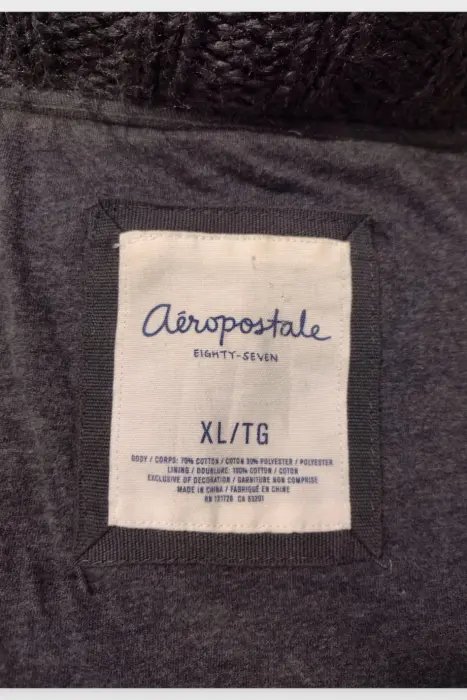 Aéropostale
EIGHTY-SEVEN
XL/TG
BODY / CORPS: 70% COTTON / COTON 30% POLYESTER / POLYESTER
LINING / DOUBLURE: 100% COTTON / COTON
EXCLUSIVE OF DECORATION / GARNITURE NON COMPRISE
MADE IN CHINA / FABRIQUÉ EN CHINE
RN 121726 CA 53201